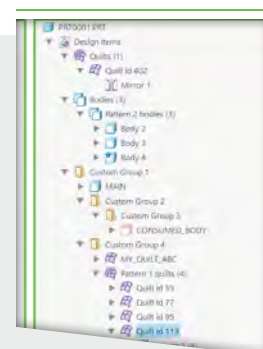 PRT0001.PRT
Design Items
Quilts (1)
Quilt id 402
Mirror 1
Bodies (3)
Pattern 2 bodies (3)
Body 2
Body 3
Body 4
Custom Group 1
MAIN
Custom Group 2
Custom Group 3
CONSUMED_BODY
Custom Group 4
MY_QUILT_ABC
Pattern 1 quilts (4)
Quilt id 59
Quilt id 77
Quilt id 95
Quilt id 113